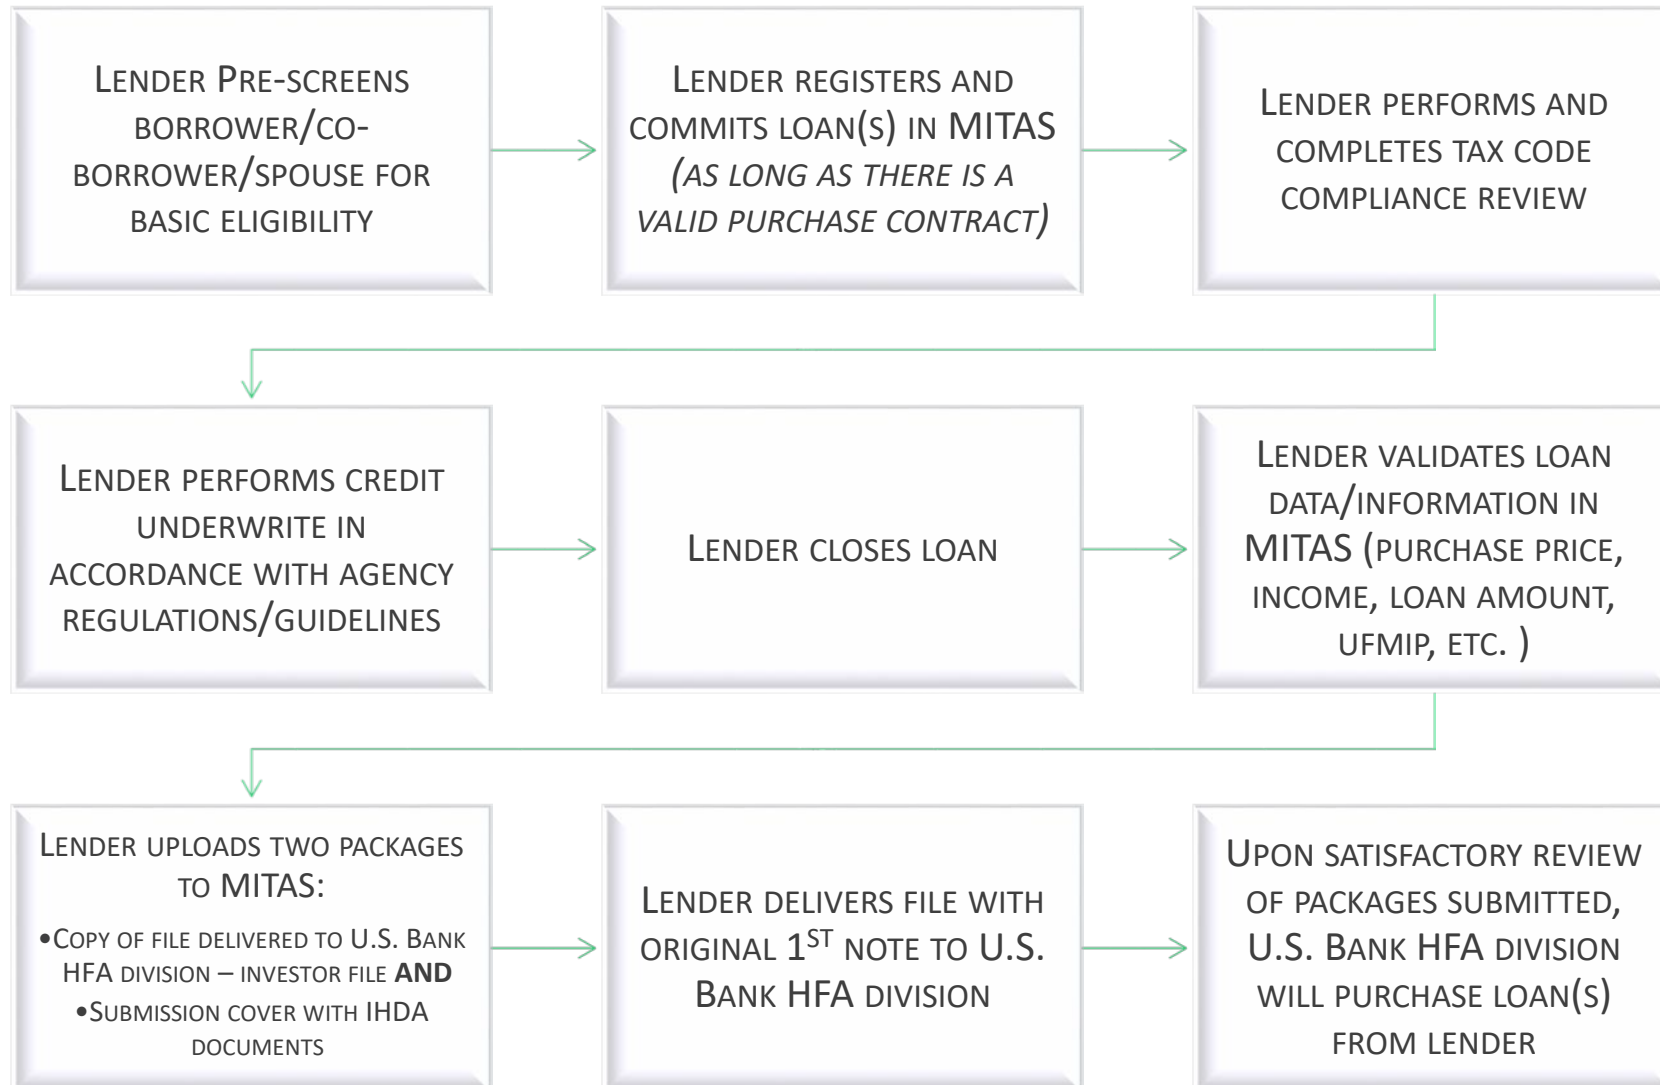 LENDER PRE-SCREENS
BORROWER/CO-
BORROWER/SPOUSE FOR
BASIC ELIGIBILITY
LENDER REGISTERS AND
COMMITS LOAN(S) IN MITAS
(AS LONG AS THERE IS A
VALID PURCHASE CONTRACT)
LENDER PERFORMS AND
COMPLETES TAX CODE
COMPLIANCE REVIEW
LENDER PERFORMS CREDIT
UNDERWRITE IN
ACCORDANCE WITH AGENCY
REGULATIONS/GUIDELINES
LENDER CLOSES LOAN
LENDER VALIDATES LOAN
DATA/INFORMATION IN
MITAS (PURCHASE PRICE,
INCOME, LOAN AMOUNT,
UFMIP, ETC. )
LENDER UPLOADS TWO PACKAGES
TO MITAS:
•COPY OF FILE DELIVERED TO U.S. BANK
HFA DIVISION – INVESTOR FILE AND
•SUBMISSION COVER WITH IHDA
DOCUMENTS
LENDER DELIVERS FILE WITH
ORIGINAL 1ST NOTE TO U.S.
BANK HFA DIVISION
UPON SATISFACTORY REVIEW
OF PACKAGES SUBMITTED,
U.S. BANK HFA DIVISION
WILL PURCHASE LOAN(S)
FROM LENDER